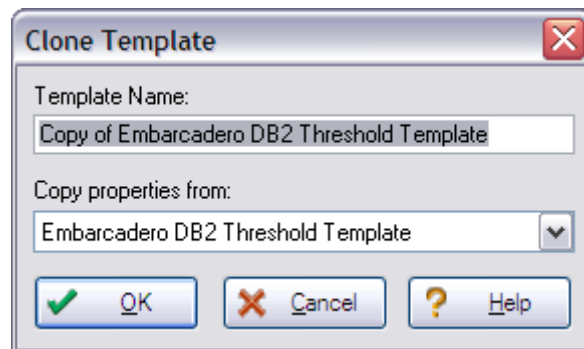 Clone Template
Template Name:
Copy of Embarcadero DB2 Threshold Template
Copy properties from:
Embarcadero DB2 Threshold Template
OK Cancel Help